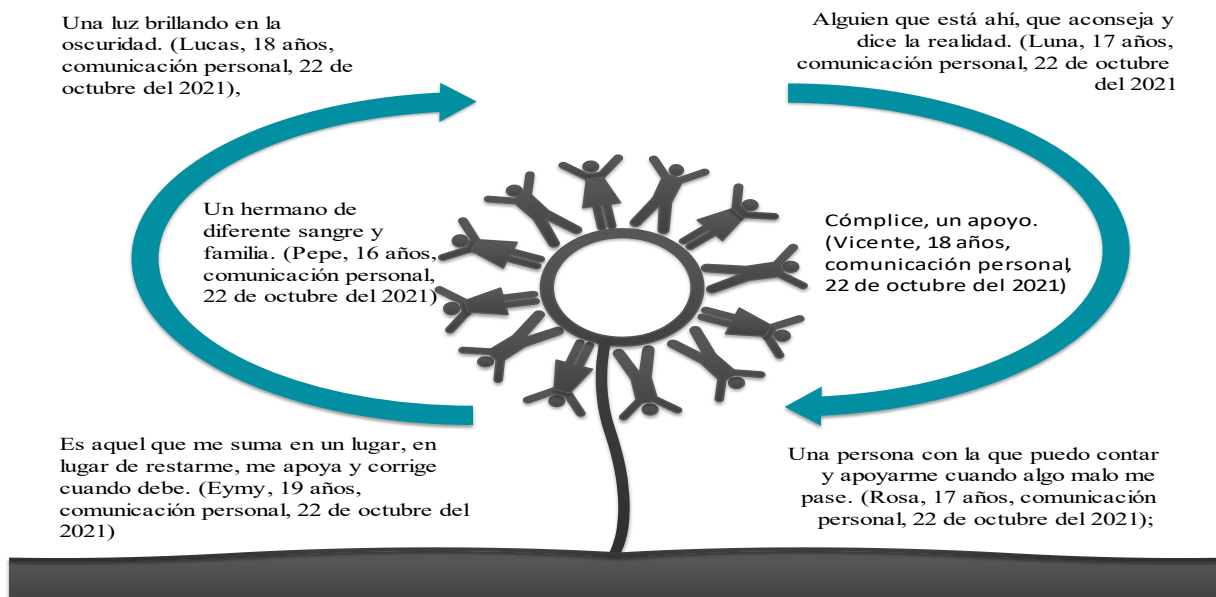 Una luz brillando en la
oscuridad. (Lucas, 18 años,
comunicación personal, 22 de
octubre del 2021),
Alguien que está ahí, que aconseja y
dice la realidad. (Luna, 17 años,
comunicación personal, 22 de octubre
del 2021
Un hermano de
diferente sangre y
familia. (Pepe, 16 años,
comunicación personal,
22 de octubre del 2021)
Cómplice, un apoyo.
(Vicente, 18 años,
comunicación personal,
22 de octubre del 2021)
Es aquel que me suma en un lugar, en
lugar de restarme, me apoya y corrige
cuando debe. (Eymy, 19 años,
comunicación personal, 22 de octubre del
2021)
Una persona con la que puedo contar
y apoyarme cuando algo malo me
pase. (Rosa, 17 años, comunicación
personal, 22 de octubre del 2021);